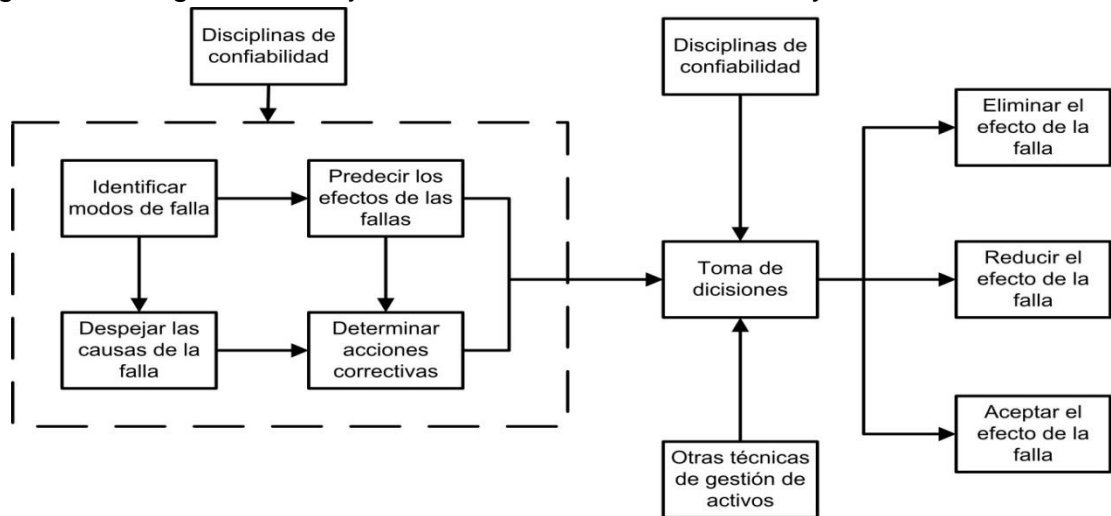 Disciplinas de
confiabilidad
Disciplinas de
confiabilidad
Eliminar el
efecto de la
falla
Identificar
modos de falla
Predecir los
efectos de las
fallas
Toma de
dicisiones
Reducir el
efecto de la
falla
Despejar las
causas de la
falla
Determinar
acciones
correctivas
Aceptar el
efecto de la
falla
Otras técnicas
de gestión de
activos